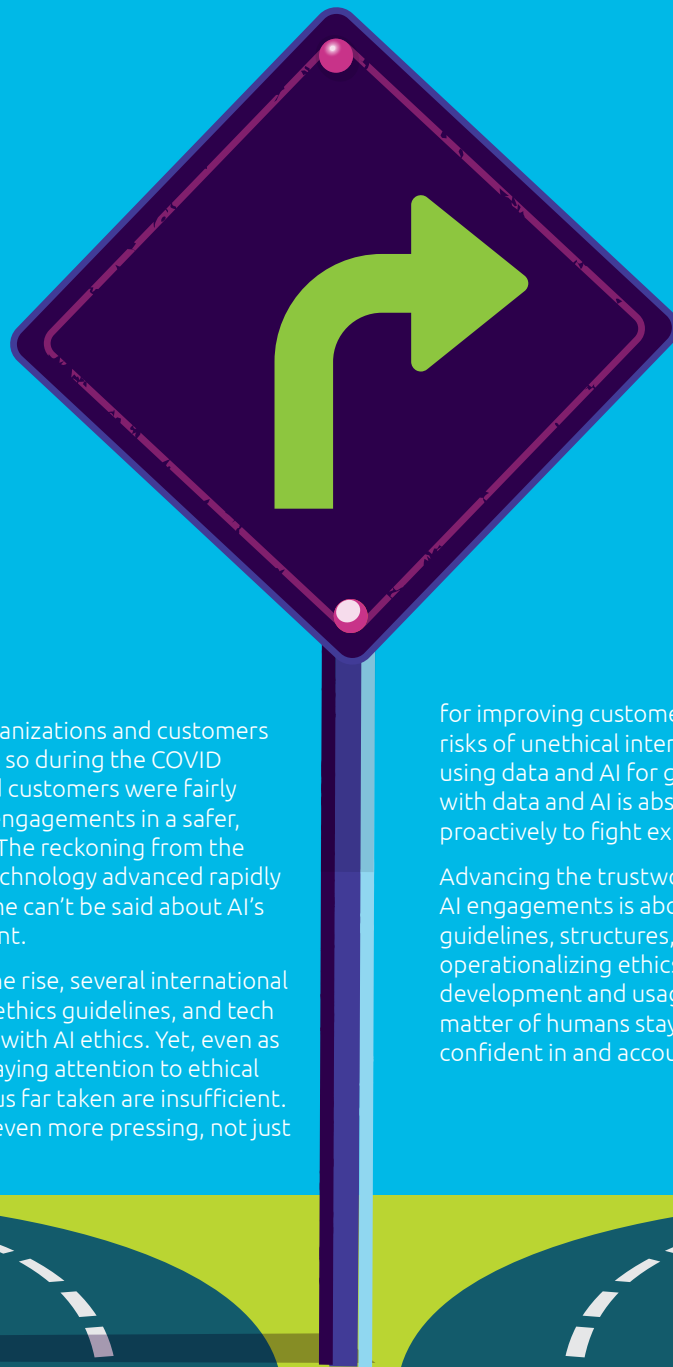 anizations and customers
so during the COVID
d customers were fairly
ngagements in a safer,
The reckoning from the
chnology advanced rapidly
ne can’t be said about AI’s
nt.
ne rise, several international
ethics guidelines, and tech
with AI ethics. Yet, even as
aying attention to ethical
us far taken are insufficient.
even more pressing, not just
for improving custome
risks of unethical inter
using data and AI for g
with data and AI is abs
proactively to fight ex
Advancing the trustwo
AI engagements is abo
guidelines, structures,
operationalizing ethics
development and usag
matter of humans stay
confident in and accou